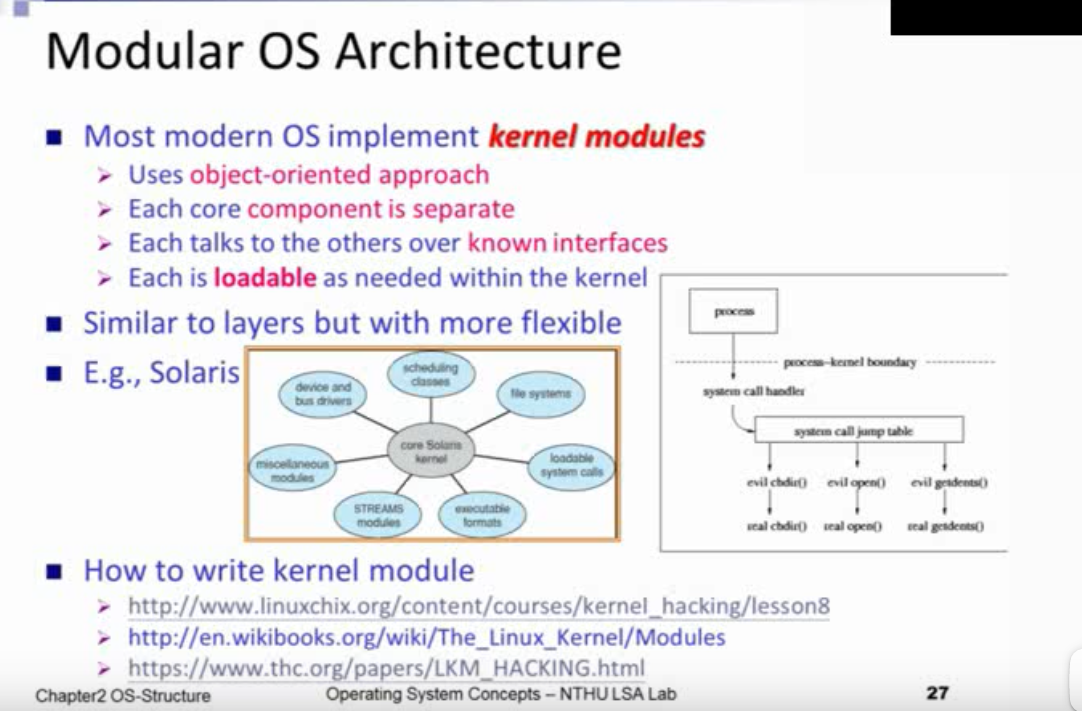 Modular OS Architecture
Most modern OS implement kernel modules
Uses object-oriented approach
Each core component is separate
Each talks to the others over known interfaces
Each is loadable as needed within the kernel
Similar to layers but with more flexible
E.g., Solaris
scheduling
classes
device and
bus drivers
file systems
core Solaris
kernel
miscellaneous
modules
loadable
system calls
STREAMS
modules
executable
formats
process
process–kernel boundary
system call handler
system call jump table
evil chdir() evil open() evil getdents()
real chdir() real open() real getdents()
How to write kernel module
http://www.linuxchix.org/content/courses/kernel_hacking/lesson8
http://en.wikibooks.org/wiki/The_Linux_Kernel/Modules
https://www.thc.org/papers/LKM_HACKING.html
Chapter2 OS-Structure Operating System Concepts – NTHU LSA Lab 27